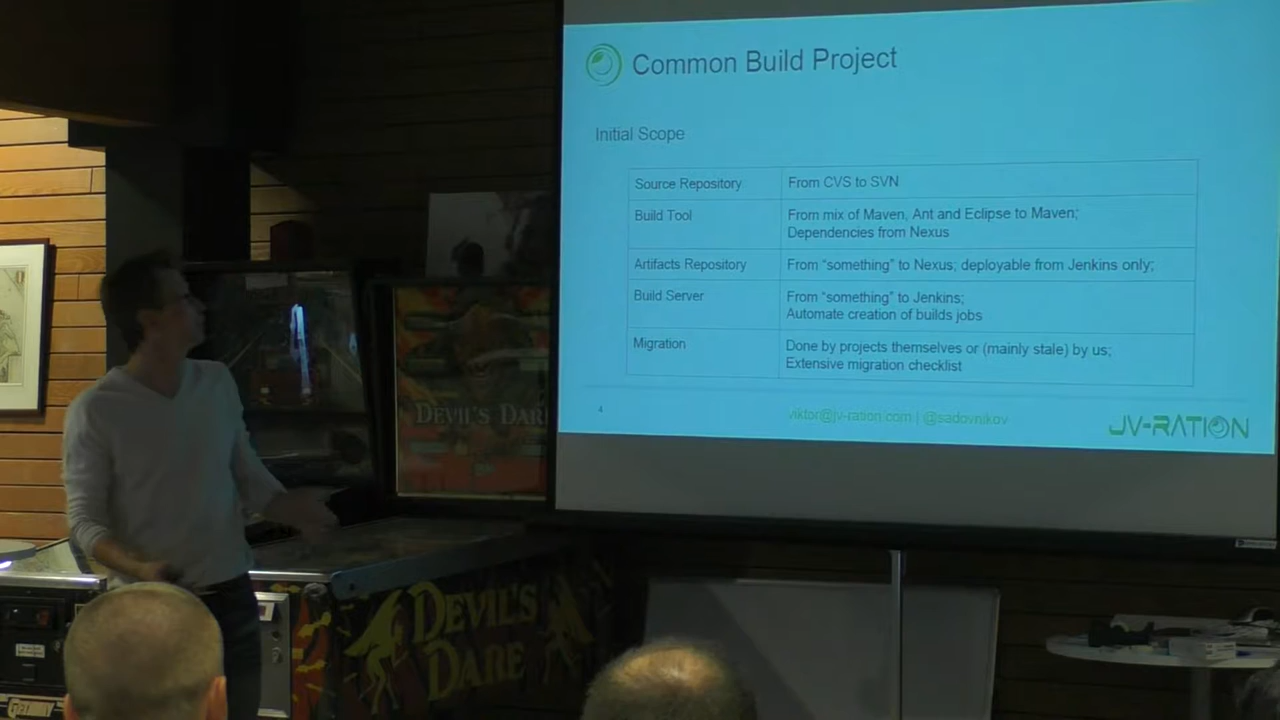 Common Build Project
Initial Scope
Source Repository
From CVS to SVN
Build Tool
From mix of Maven, Ant and Eclipse to Maven;
Dependencies from Nexus
Artifacts Repository
From “something” to Nexus; deployable from Jenkins only;
Build Server
From “something” to Jenkins;
Automate creation of builds jobs
Migration
Done by projects themselves or (mainly stale) by us;
Extensive migration checklist
4
viktor@jv-ration.com | @sadovnikov
JV-RATION
DEVIL'S DAR
DEVIL'S
DARE